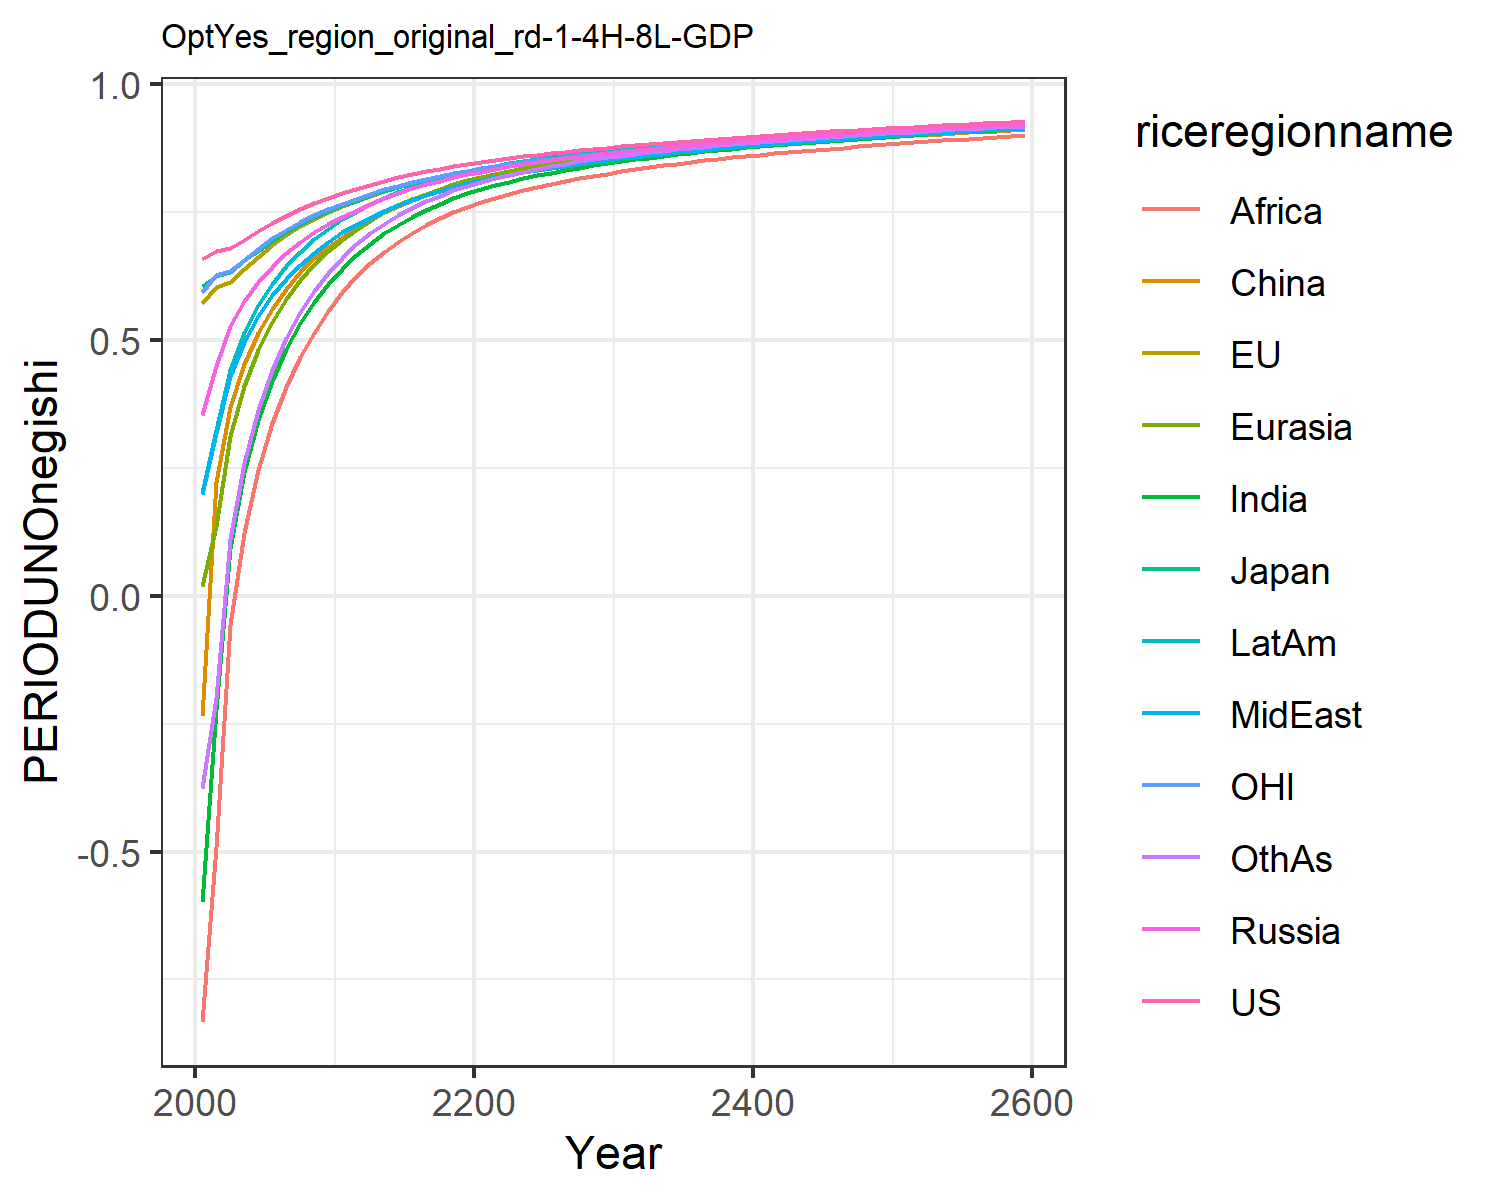 OptYes_region_original_rd-1-4H-8L-GDP
1.0
0.5
0.0
-0.5
PERIODUNOnegishi
2000
2200
2400
2600
Year
riceregionname
Africa
China
EU
Eurasia
India
Japan
LatAm
MidEast
OHI
OthAs
Russia
US